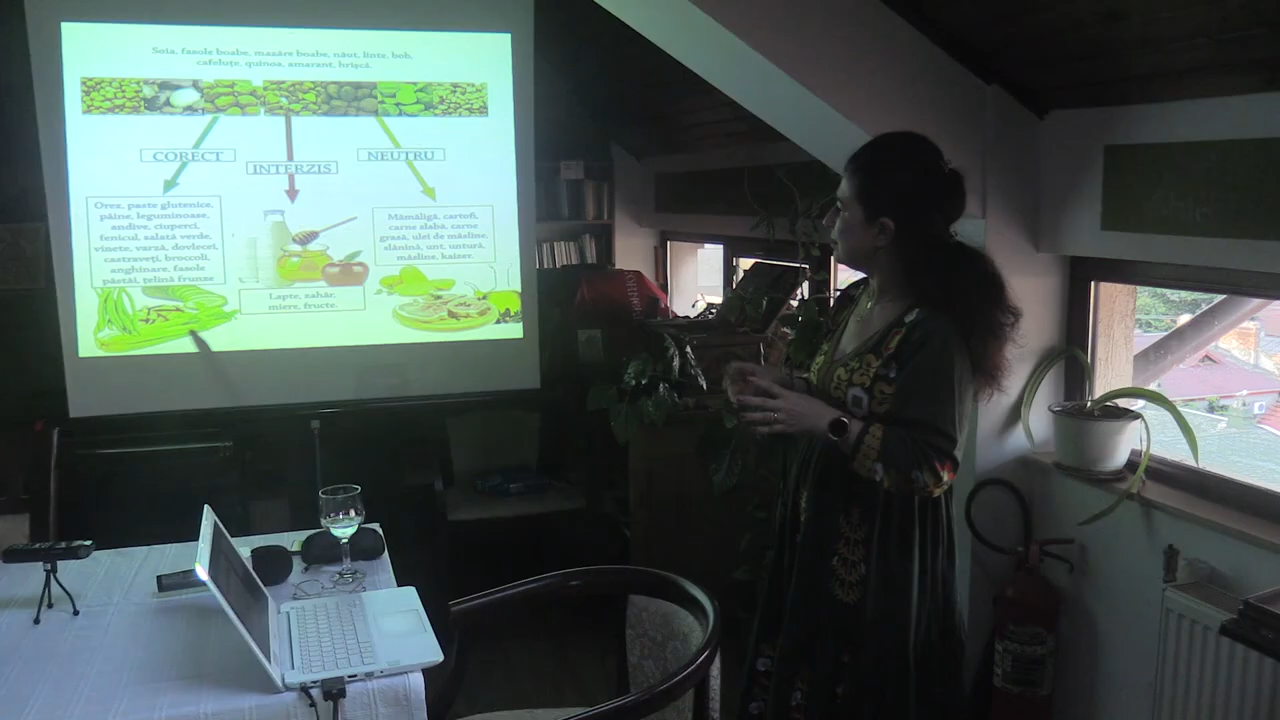 Soia, fasole boabe, mazăre boabe, năut, linte, bob,
cafeluțe, quinoa, amarant, hrișcă.
CORECT
INTERZIS
NEUTRU
Orez, paste glutenice,
pâine, leguminoase,
andive, ciuperci,
fenicul, salată verde,
vinete, varză, dovlecei,
castraveți, broccoli,
anghinare, fasole
păstăi, țelină frunze
Lapte, zahăr,
miere, fructe.
Mămăligă, cartofi,
carne slabă, carne
grasă, ulei de măsline,
slănină, unt, untură,
măsline, kaizer.